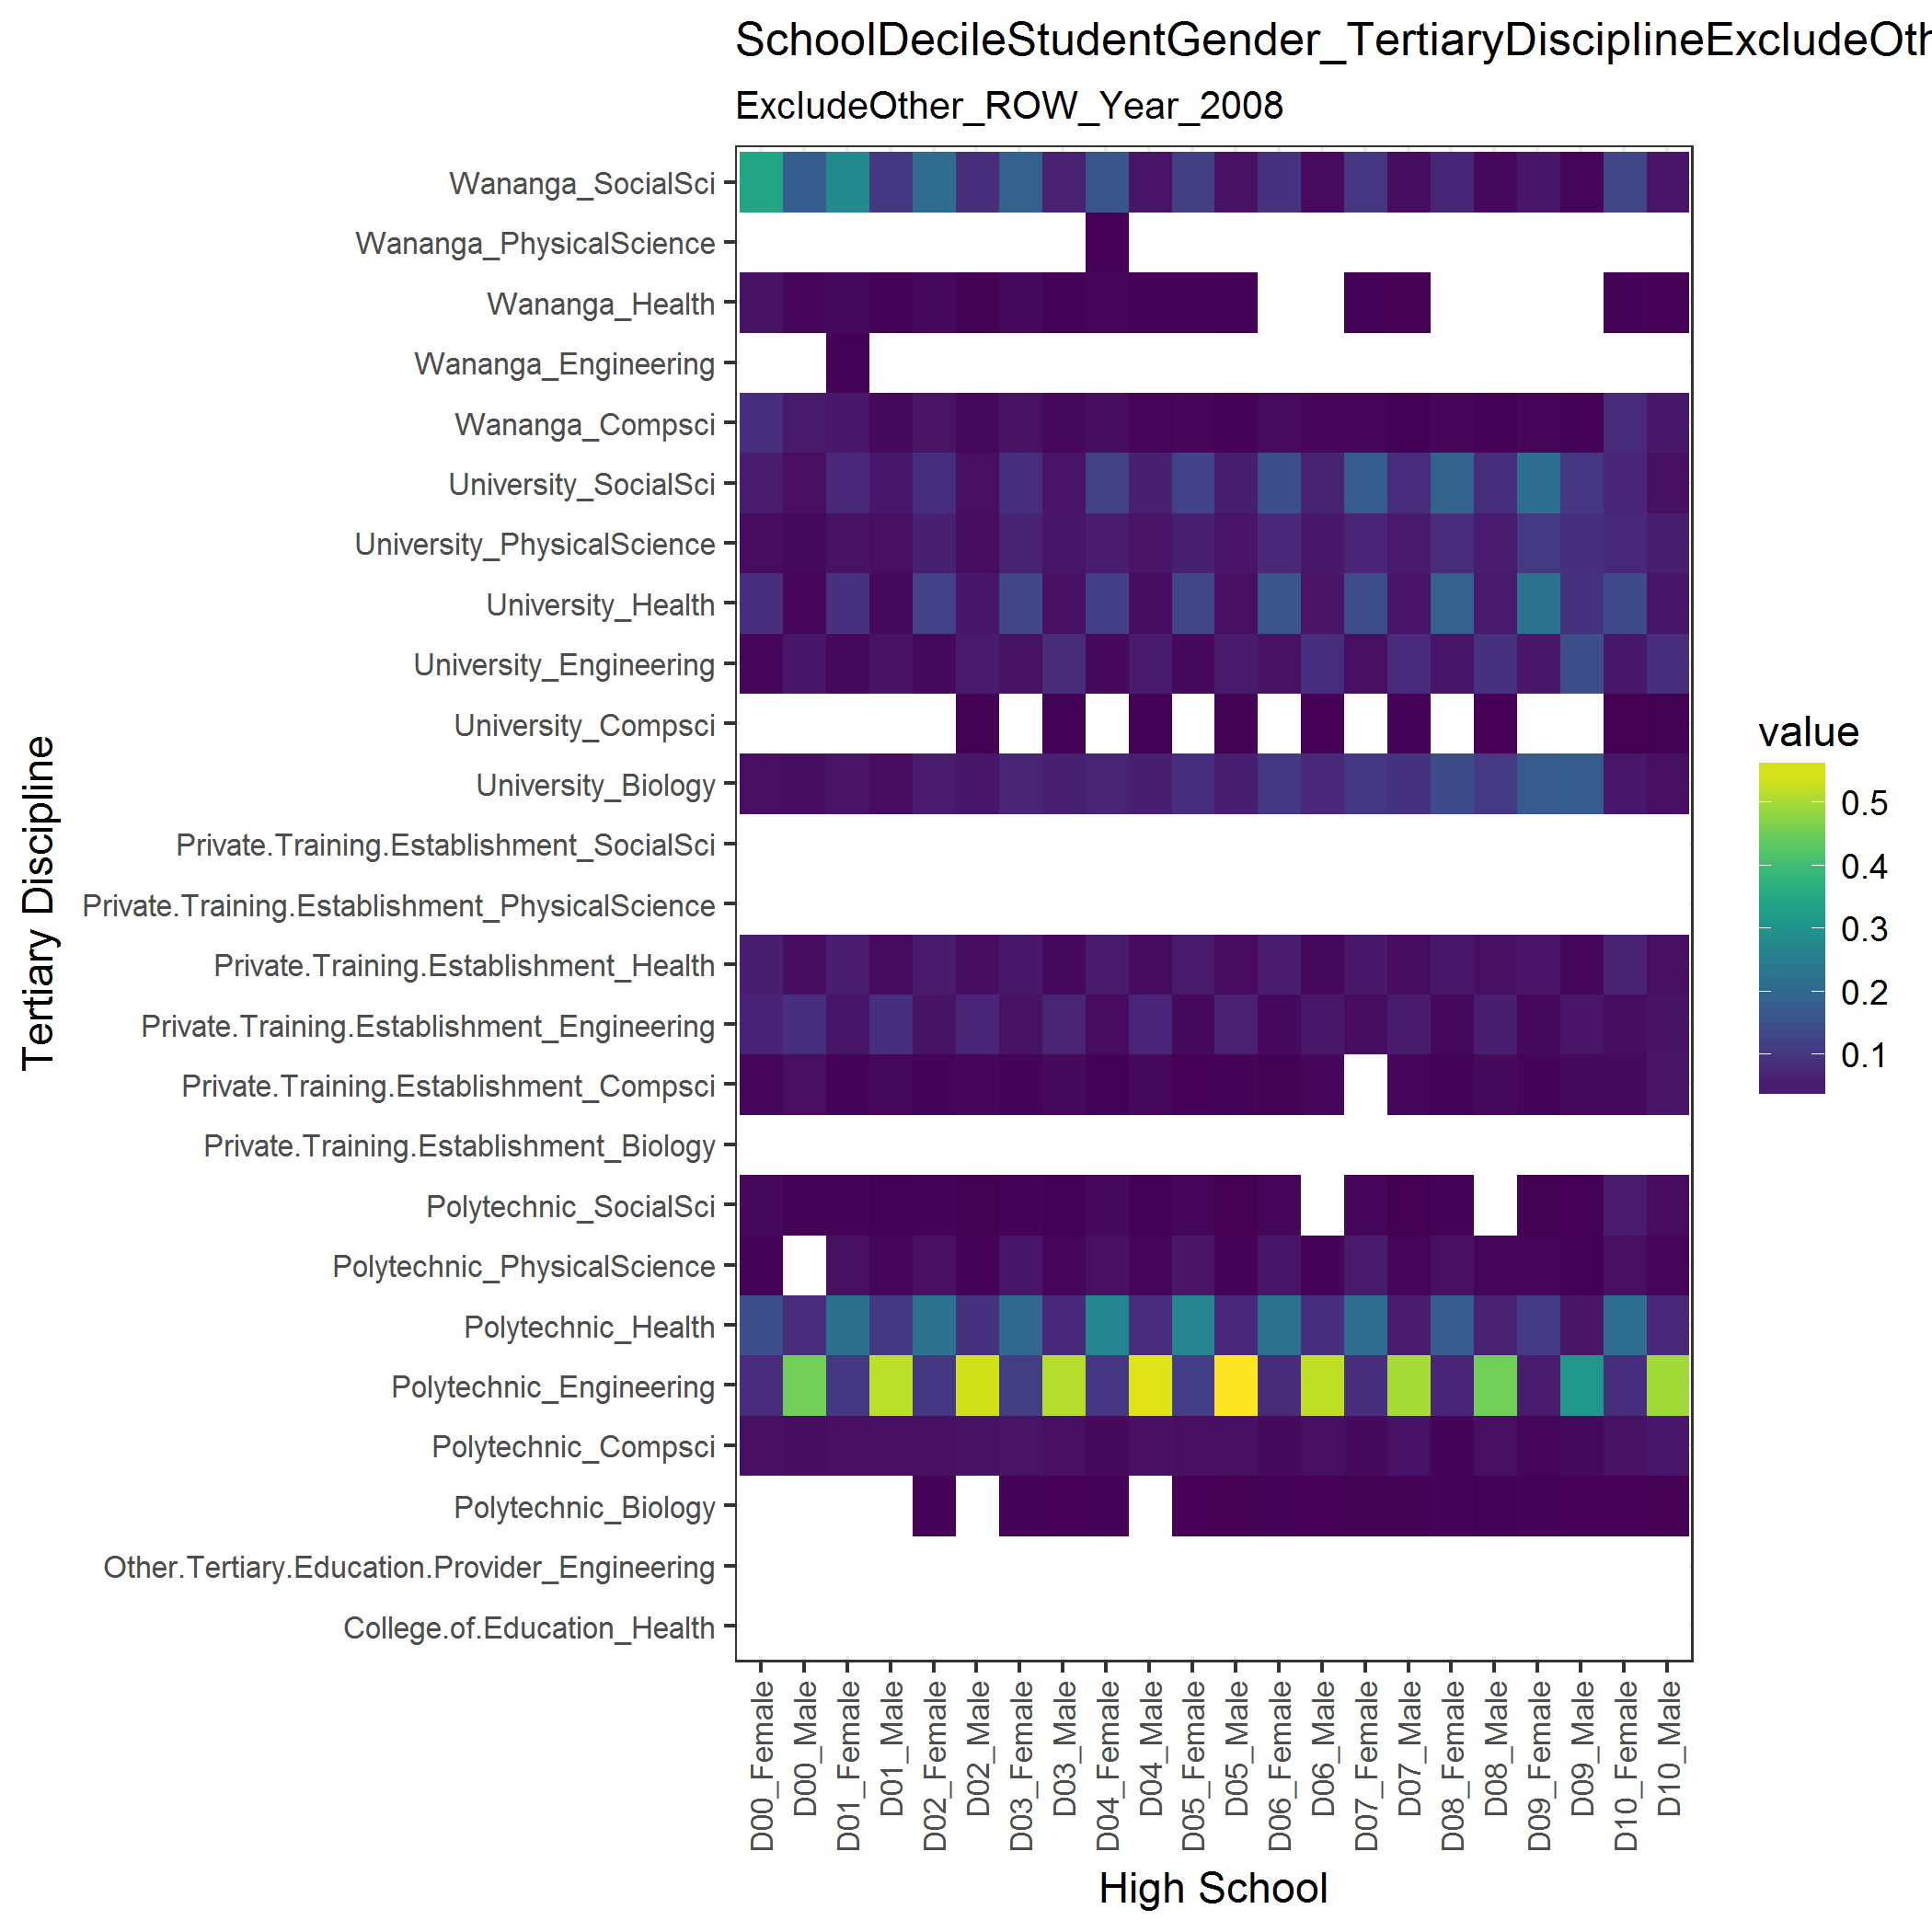 SchoolDecileStudentGender_TertiaryDisciplineExcludeOth
ExcludeOther_ROW_Year_2008
Tertiary Discipline
Wananga_SocialSci
Wananga_PhysicalScience
Wananga_Health
Wananga_Engineering
Wananga_Compsci
University_SocialSci
University_PhysicalScience
University_Health
University_Engineering
University_Compsci
University_Biology
Private.Training.Establishment_SocialSci
Private.Training.Establishment_PhysicalScience
Private.Training.Establishment_Health
Private.Training.Establishment_Engineering
Private.Training.Establishment_Compsci
Private.Training.Establishment_Biology
Polytechnic_SocialSci
Polytechnic_PhysicalScience
Polytechnic_Health
Polytechnic_Engineering
Polytechnic_Compsci
Polytechnic_Biology
Other.Tertiary.Education.Provider_Engineering
College.of.Education_Health
D00_Female
D00_Male
D01_Female
D01_Male
D02_Female
D02_Male
D03_Female
D03_Male
D04_Female
D04_Male
D05_Female
D05_Male
D06_Female
D06_Male
D07_Female
D07_Male
D08_Female
D08_Male
D09_Female
D09_Male
D10_Female
D10_Male
High School
value
0.5
0.4
0.3
0.2
0.1